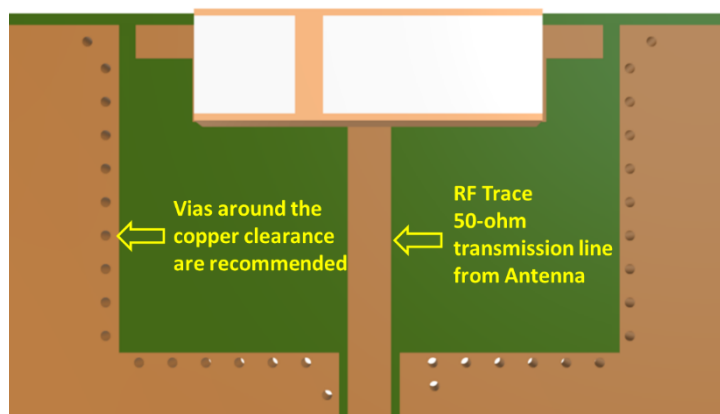 Vias around the
copper clearance
are recommended
RF Trace
50-ohm
transmission line
from Antenna